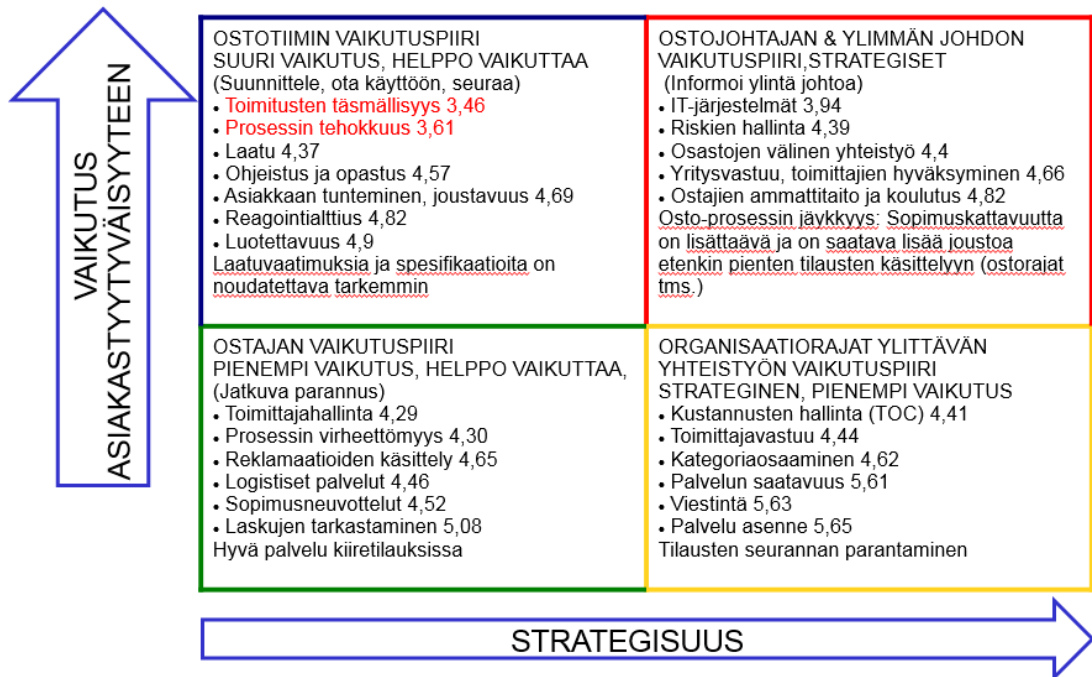 VAIKUTUS
ASIAKASTYYTYVÄISYYTEEN
OSTOTIIMIN VAIKUTUSPIIRI
SUURI VAIKUTUS, HELPPO VAIKUTTAA
(Suunnittele, ota käyttöön, seuraa)
• Toimitusten täsmällisyys 3,46
• Prosessin tehokkuus 3,61
• Laatu 4,37
• Ohjeistus ja opastus 4,57
• Asiakkaan tunteminen, joustavuus 4,69
• Reagointialttius 4,82
• Luotettavuus 4,9
Laatuvaatimuksia ja spesifikaatioita on
noudatettava tarkemmin
OSTOJOHTAJAN & YLIMMÄN JOHDON
VAIKUTUSPIIRI,STRATEGISET
(Informoi ylintä johtoa)
• IT-järjestelmät 3,94
• Riskien hallinta 4,39
• Osastojen välinen yhteistyö 4,4
• Yritysvastuu, toimittajien hyväksyminen 4,66
• Ostajien ammattitaito ja koulutus 4,82
Osto-prosessin jäykkyys: Sopimuskattavuutta
on lisättäävä ja on saatava lisää joustoa
etenkin pienten tilausten käsittelyyn (ostorajat
tms.)
OSTAJAN VAIKUTUSPIIRI
PIENEMPI VAIKUTUS, HELPPO VAIKUTTAA,
(Jatkuva parannus)
• Toimittajahallinta 4,29
• Prosessin virheettömyys 4,30
• Reklamaatioiden käsittely 4,65
• Logistiset palvelut 4,46
• Sopimusneuvottelut 4,52
• Laskujen tarkastaminen 5,08
Hyvä palvelu kiiretilauksissa
ORGANISAATIORAJAT YLITTÄVÄN
YHTEISTYÖN VAIKUTUSPIIRI
STRATEGINEN, PIENEMPI VAIKUTUS
• Kustannusten hallinta (TOC) 4,41
• Toimittajavastuu 4,44
• Kategoriaosaaminen 4,62
• Palvelun saatavuus 5,61
• Viestintä 5,63
• Palvelu asenne 5,65
Tilausten seurannan parantaminen
STRATEGISUUS